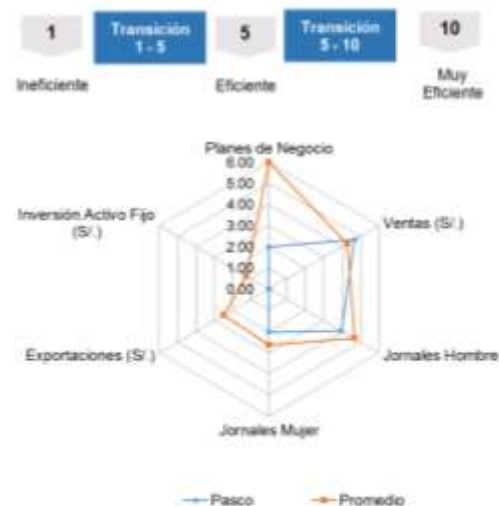 1
Transición
1 - 5
5
Transición
5 - 10
10
Ineficiente
Eficiente
Muy
Eficiente
Planes de Negocio
6.00
5.00
4.00
3.00
2.00
1.00
0.00
Inversión Activo Fijo
(S/.)
Ventas (S/.)
Exportaciones (S/.)
Jornales Hombre
Jornales Mujer
Pasco
Promedio